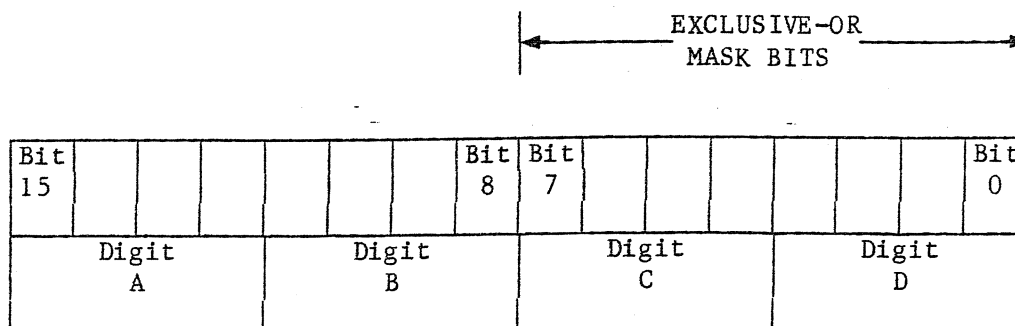 EXCLUSIVE-OR
MASK BITS
Bit Bit Bit Bit
15 8 7 0
Digit Digit Digit Digit
A B C D